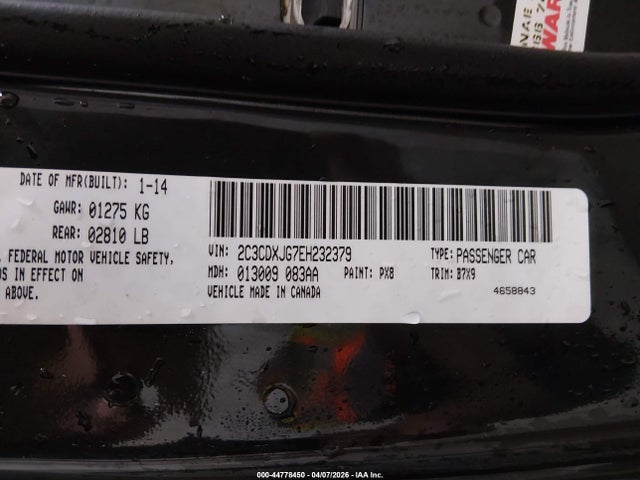 WAR
DATE OF MFR(BUILT): 1-14
GAWR: 01275 KG
REAR: 02810 LB
FEDERAL MOTOR VEHICLE SAFETY,
IN EFFECT ON
ABOVE.
VIN: 2C3CDXJG7EH232379
TYPE: PASSENGER CAR
MDH: 013009 083AA
PAINT: PX8
TRIM: B7X9
VEHICLE MADE IN CANADA
4658843
000-44778450 | 04/07/2026 | IAA Inc.